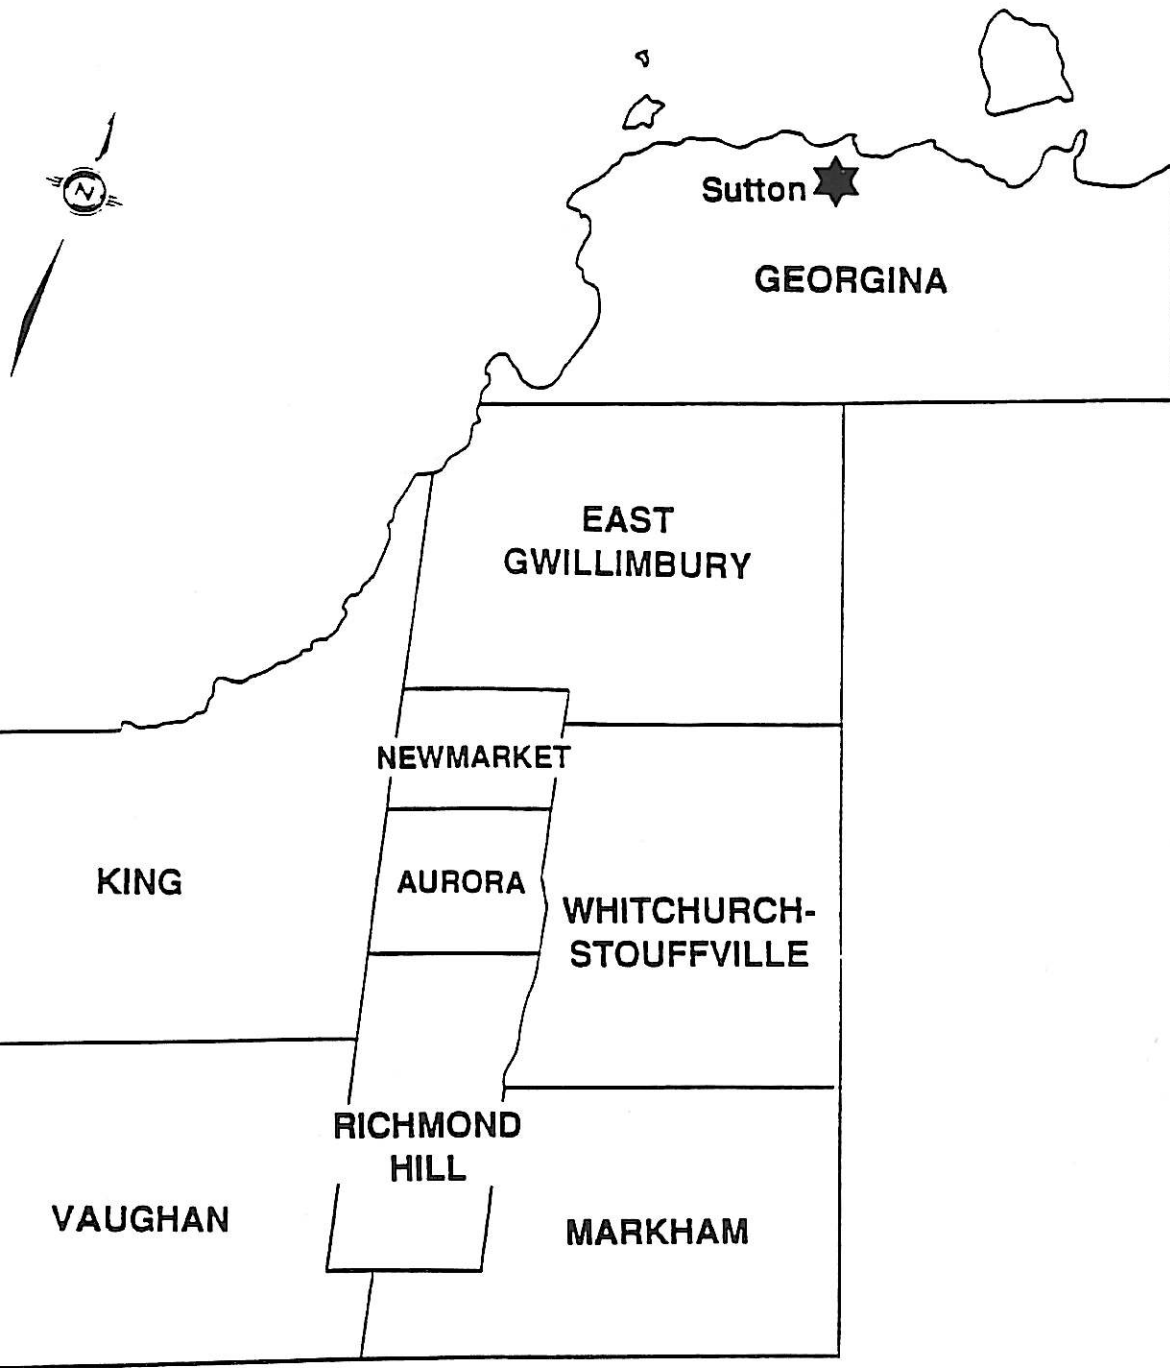 N
Sutton
GEORGINA
EAST
GWILLIMBURY
NEWMARKET
KING
AURORA
WHITCHURCH-
STOUFFVILLE
RICHMOND
HILL
VAUGHAN
MARKHAM